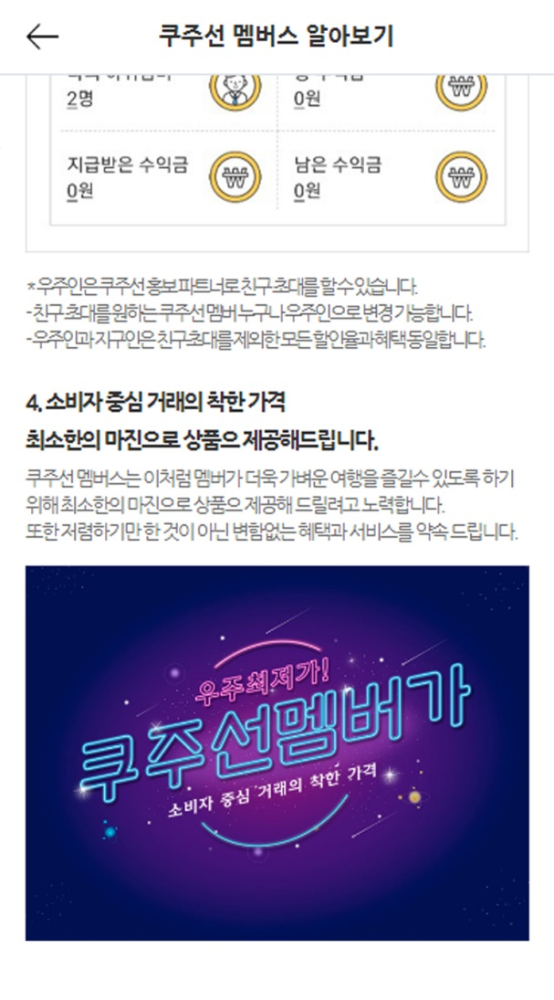 쿠주선 멤버스 알아보기
2명
0원
지급받은 수익금
남은 수익금
0원
0원
*우주인은 쿠주선 홍보 파트너로 친구 초대를 할 수 있습니다.
-친구 초대를 원하는 쿠주선 멤버 누구나 우주인으로 변경 가능합니다.
-우주인과 지구인은 친구초대를 제외한 모든 할인율과 혜택 동일합니다.
4. 소비자 중심 거래의 착한 가격
최소한의 마진으로 상품으 제공해드립니다.
쿠주선 멤버스는 이처럼 멤버가 더욱 가벼운 여행을 즐길수 있도록 하기
위해 최소한의 마진으로 상품으 제공해 드릴려고 노력합니다.
또한 저렴하기만 한 것이 아닌 변함없는 혜택과 서비스를 약속 드립니다.
우주최저가!
쿠주선멤버가
소비자 중심 거래의 착한 가격